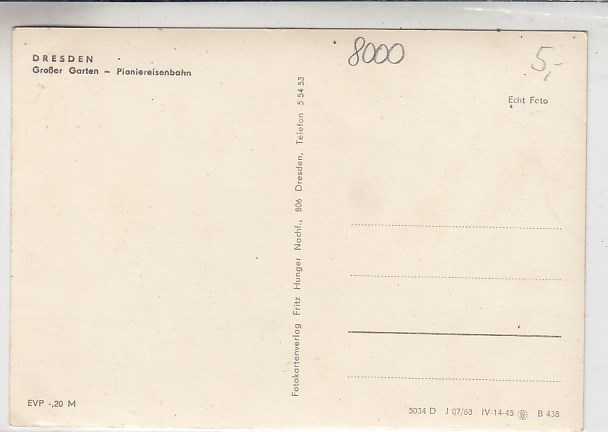 DRESDEN
Großer Garten – Pioniereisenbahn
8000
5,-
Echt Foto
Fotokartenverlag Fritz Hunger Nachf., 806 Dresden, Telefon 5 54 53
EVP -,20 M
5034 D J 07/68 IV-14-45 B 438